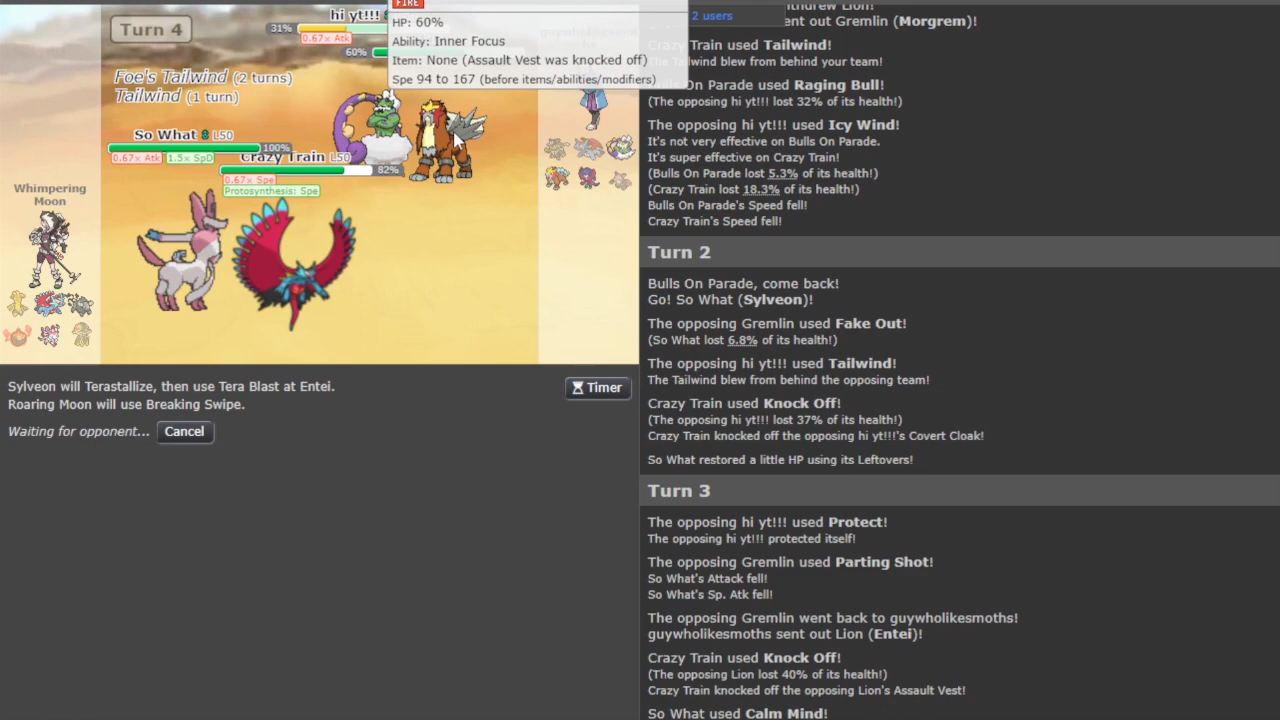 Turn 4
hi yt!!!
31%
0.67x Atk
60%
FIRE
HP: 60%
Ability: Inner Focus
Item: None (Assault Vest was knocked off)
Spe 94 to 167 (before items/abilities/modifiers)
2 users
Foe's Tailwind (2 turns)
Tailwind (1 turn)
So What L50
100%
0.67x Atk 1.5x SpD
Crazy Train L50
82%
0.67x Spe
Protosynthesis: Spe
Whimpering
Moon
Sylveon will Terastallize, then use Tera Blast at Entei.
Roaring Moon will use Breaking Swipe.
Waiting for opponent... Cancel
Timer
ent out Gremlin (Morgrem)!
Crazy Train used Tailwind!
The Tailwind blew from behind your team!
Bulls On Parade used Raging Bull!
(The opposing hi yt!!! lost 32% of its health!)
The opposing hi yt!!! used Icy Wind!
It's not very effective on Bulls On Parade.
It's super effective on Crazy Train!
(Bulls On Parade lost 5.3% of its health!)
(Crazy Train lost 18.3% of its health!)
Bulls On Parade's Speed fell!
Crazy Train's Speed fell!
Turn 2
Bulls On Parade, come back!
Go! So What (Sylveon)!
The opposing Gremlin used Fake Out!
(So What lost 6.8% of its health!)
The opposing hi yt!!! used Tailwind!
The Tailwind blew from behind the opposing team!
Crazy Train used Knock Off!
(The opposing hi yt!!! lost 37% of its health!)
Crazy Train knocked off the opposing hi yt!!!'s Covert Cloak!
So What restored a little HP using its Leftovers!
Turn 3
The opposing hi yt!!! used Protect!
The opposing hi yt!!! protected itself!
The opposing Gremlin used Parting Shot!
So What's Attack fell!
So What's Sp. Atk fell!
The opposing Gremlin went back to guywholikesmoths!
guywholikesmoths sent out Lion (Entei)!
Crazy Train used Knock Off!
(The opposing Lion lost 40% of its health!)
Crazy Train knocked off the opposing Lion's Assault Vest!
So What used Calm Mind!